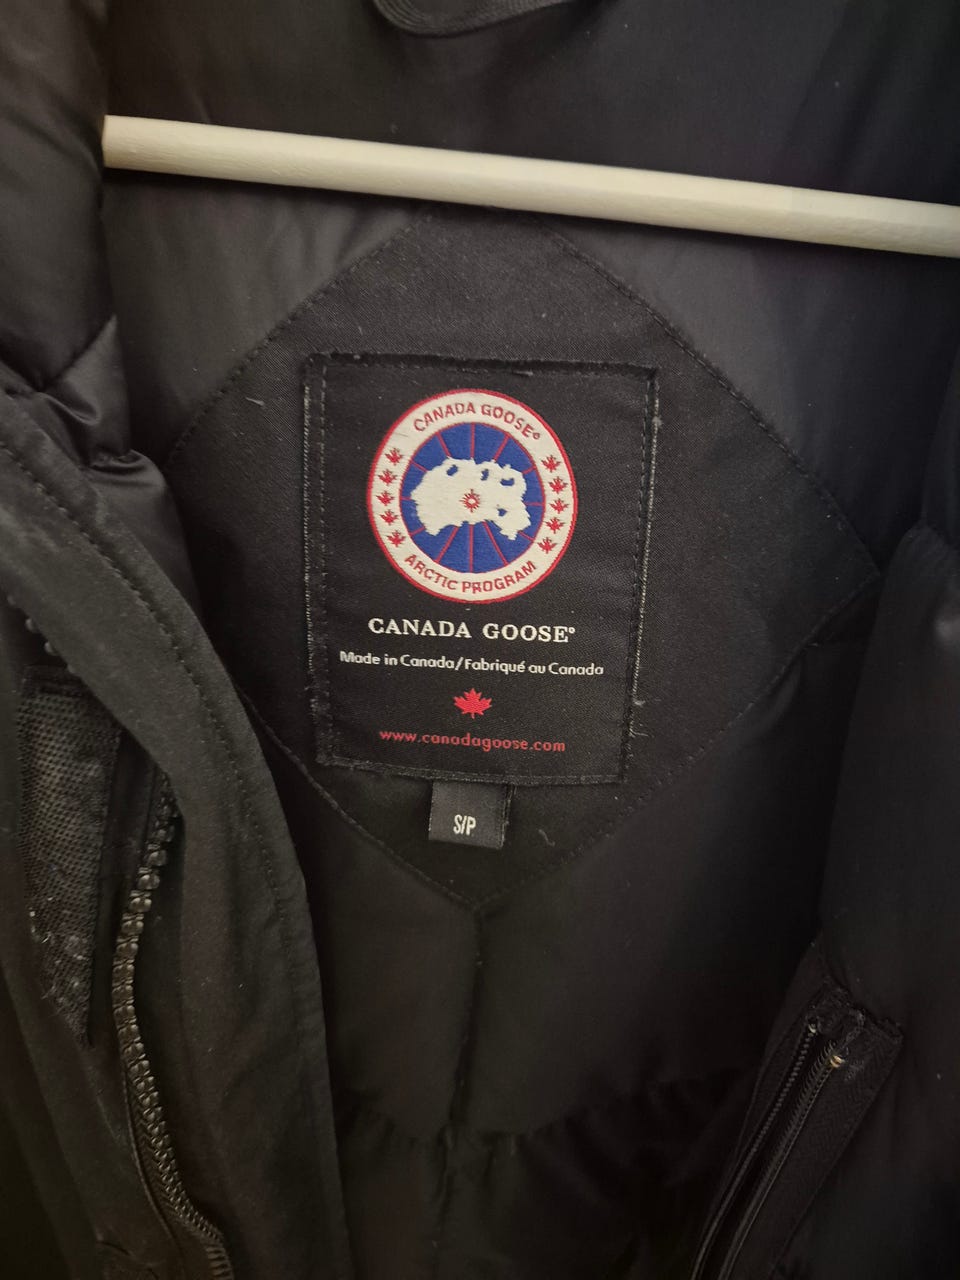 CANADA GOOSE®
ARCTIC PROGRAM
CANADA GOOSE®
Made in Canada/Fabriqué au Canada
www.canadagoose.com
S/P